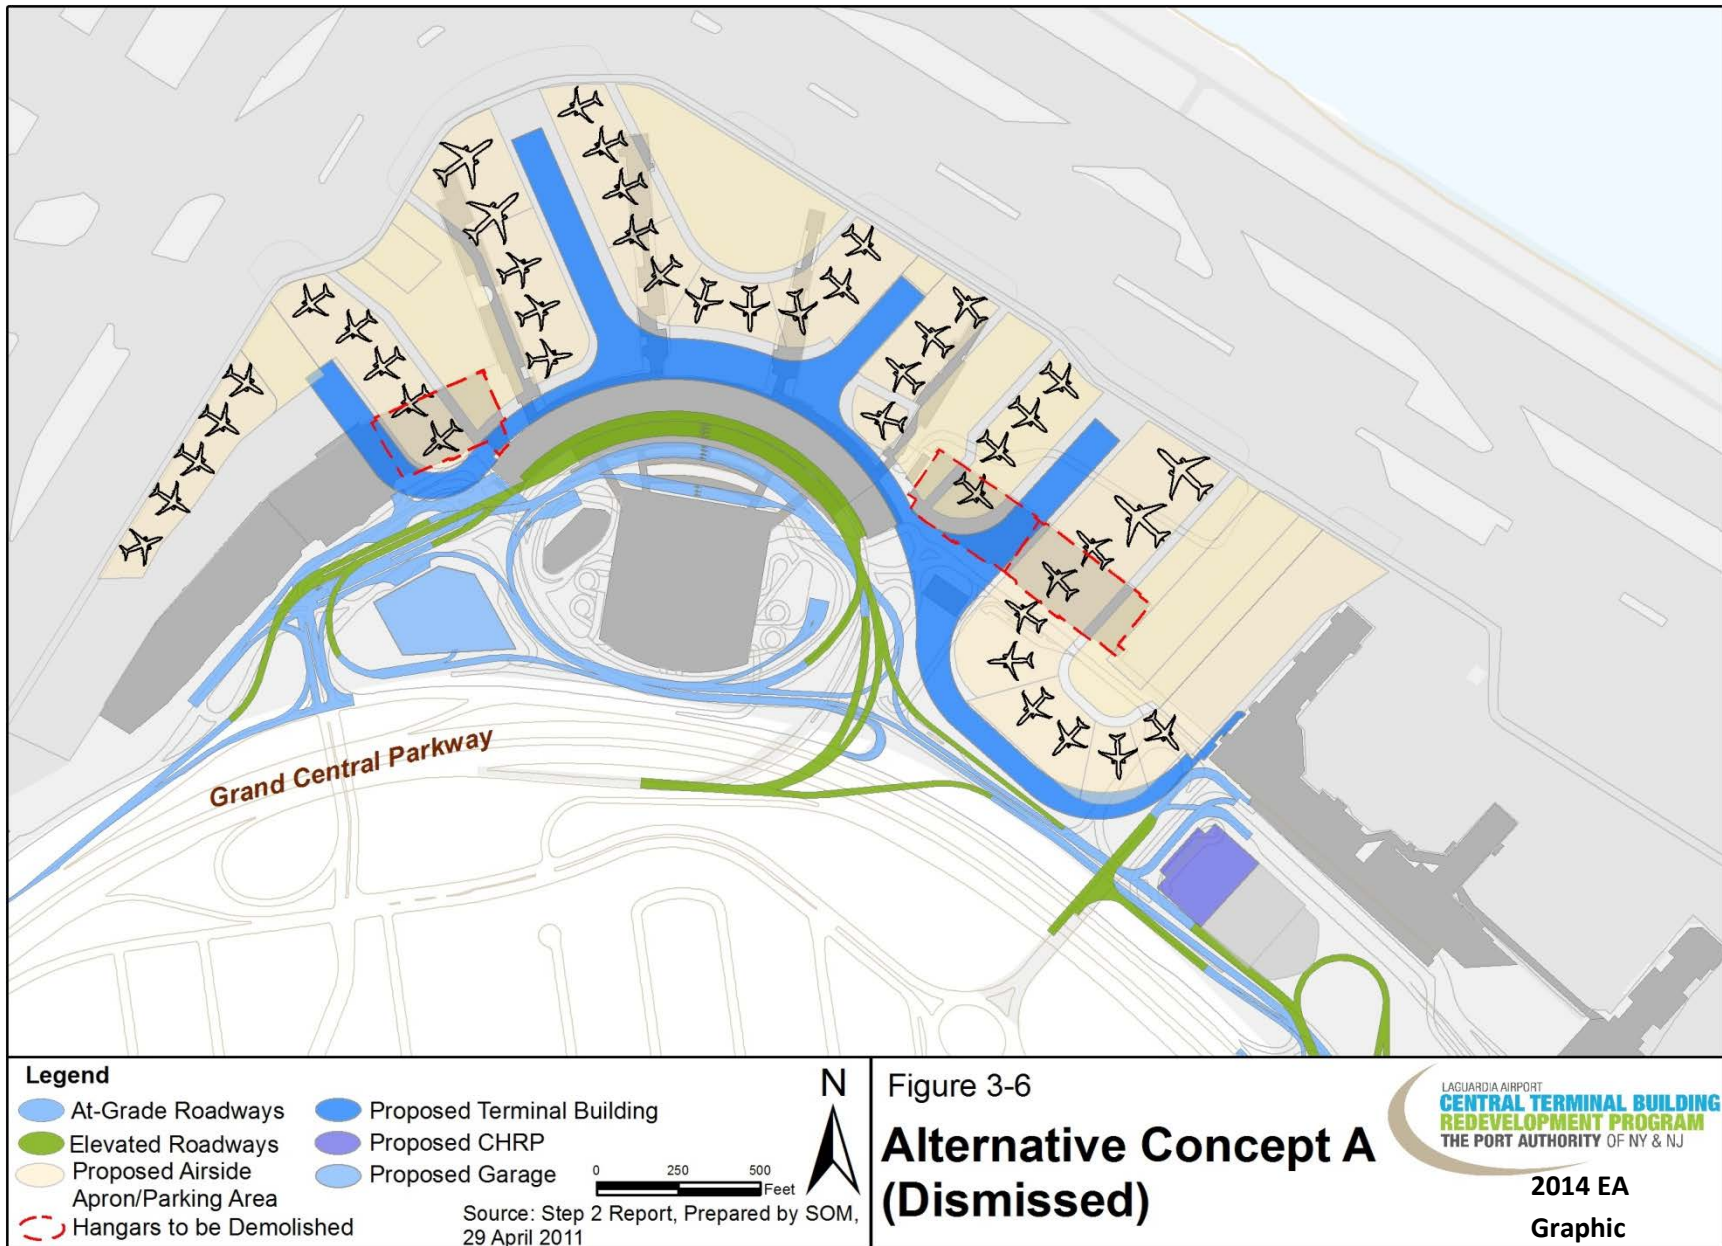 Grand Central Parkway
Legend
At-Grade Roadways
Elevated Roadways
Proposed Airside
Apron/Parking Area
Hangars to be Demolished
Proposed Terminal Building
Proposed CHRP
Proposed Garage
0 250 500
Feet
Source: Step 2 Report, Prepared by SOM,
29 April 2011
N
Figure 3-6
Alternative Concept A
(Dismissed)
LAGUARDIA AIRPORT
CENTRAL TERMINAL BUILDING
REDEVELOPMENT PROGRAM
THE PORT AUTHORITY OF NY & NJ
2014 EA
Graphic